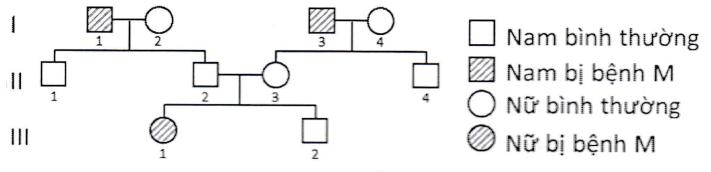 I
1
2
3
4
II
1
2
3
4
III
1
2
Nam bình thường
Nam bị bệnh M
Nữ bình thường
Nữ bị bệnh M